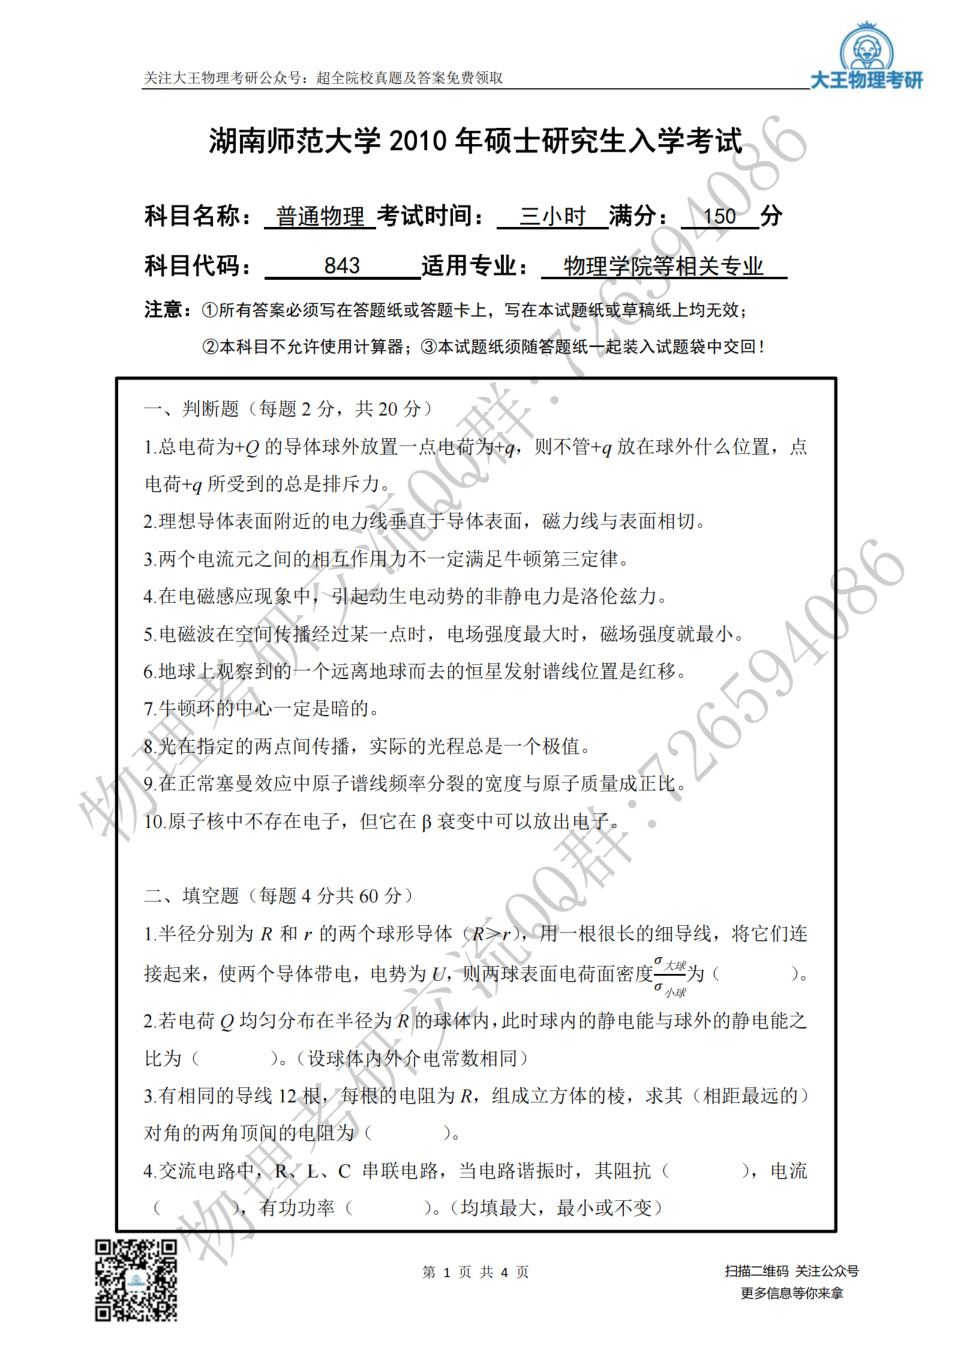 关注大王物理考研公众号：超全院校真题及答案免费领取
大王物理考研
湖南师范大学 2010 年硕士研究生入学考试
科目名称： 普通物理 考试时间： 三小时 满分： 150 分
科目代码： 843 适用专业： 物理学院等相关专业
注意：①所有答案必须写在答题纸或答题卡上，写在本试题纸或草稿纸上均无效；
②本科目不允许使用计算器；③本试题纸须随答题纸一起装入试题袋中交回！
一、判断题（每题 2 分，共 20 分）
1.总电荷为+Q 的导体球外放置一点电荷为+q，则不管+q 放在球外什么位置，点
电荷+q 所受到的总是排斥力。
2.理想导体表面附近的电力线垂直于导体表面，磁力线与表面相切。
3.两个电流元之间的相互作用力不一定满足牛顿第三定律。
4.在电磁感应现象中，引起动生电动势的非静电力是洛伦兹力。
5.电磁波在空间传播经过某一点时，电场强度最大时，磁场强度就最小。
6.地球上观察到的一个远离地球而去的恒星发射谱线位置是红移。
7.牛顿环的中心一定是暗的。
8.光在指定的两点间传播，实际的光程总是一个极值。
9.在正常塞曼效应中原子谱线频率分裂的宽度与原子质量成正比。
10.原子核中不存在电子，但它在 β 衰变中可以放出电子。
二、填空题（每题 4 分共 60 分）
1.半径分别为 R 和 r 的两个球形导体（R＞r），用一根很长的细导线，将它们连
接起来，使两个导体带电，电势为 U，则两球表面电荷面密度σ大球/σ小球为（ ）。
2.若电荷 Q 均匀分布在半径为 R 的球体内，此时球内的静电能与球外的静电能之
比为（ ）。（设球体内外介电常数相同）
3.有相同的导线 12 根，每根的电阻为 R，组成立方体的棱，求其（相距最远的）
对角的两角顶间的电阻为（ ）。
4.交流电路中，R、L、C 串联电路，当电路谐振时，其阻抗（ ），电流
（ ），有功功率（ ）。（均填最大，最小或不变）
物理考研交流QQ群：726594086
物理考研交流QQ群：726594086
大王物理考研
第 1 页 共 4 页
扫描二维码 关注公众号
更多信息等你来拿